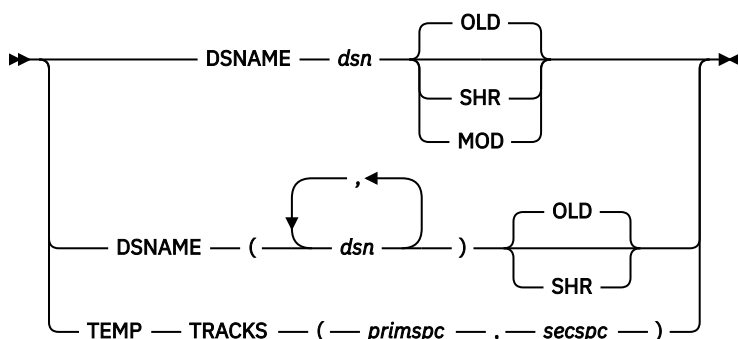 OLD
DSNAME dsn
SHR
MOD
,
OLD
DSNAME ( dsn )
SHR
TEMP TRACKS ( primspc , secspc )